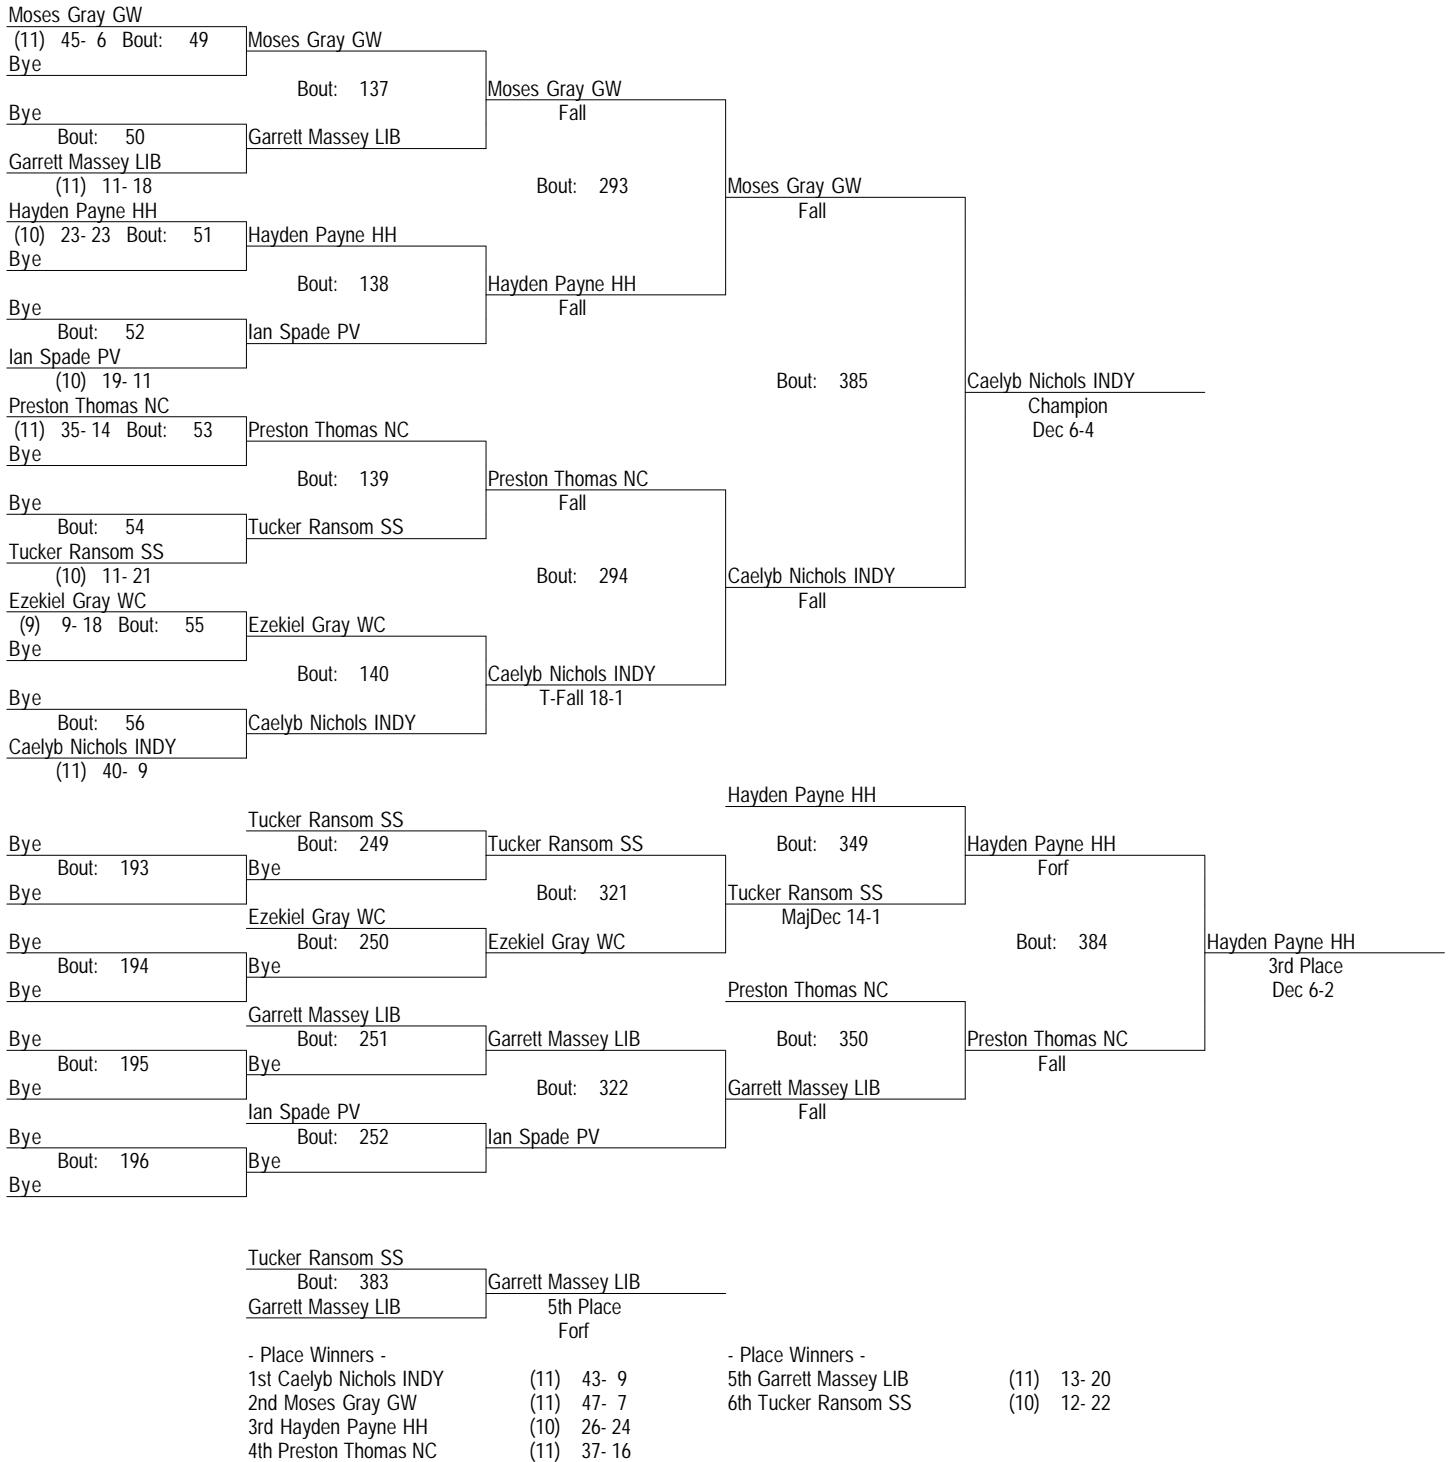 Moses Gray GW
(11) 45- 6 Bout: 49
Bye
Moses Gray GW
Bout: 137
Moses Gray GW
Fall
Bye
Bout: 50
Garrett Massey LIB
Garrett Massey LIB
(11) 11- 18
Bout: 293
Moses Gray GW
Fall
Hayden Payne HH
(10) 23- 23 Bout: 51
Bye
Hayden Payne HH
Bout: 138
Hayden Payne HH
Fall
Bye
Bout: 52
Ian Spade PV
Ian Spade PV
(10) 19- 11
Bout: 385
Caelyb Nichols INDY
Champion
Dec 6-4
Preston Thomas NC
(11) 35- 14 Bout: 53
Bye
Preston Thomas NC
Bout: 139
Preston Thomas NC
Fall
Bye
Bout: 54
Tucker Ransom SS
Tucker Ransom SS
(10) 11- 21
Bout: 294
Caelyb Nichols INDY
Fall
Ezekiel Gray WC
(9) 9- 18 Bout: 55
Bye
Ezekiel Gray WC
Bout: 140
Caelyb Nichols INDY
T-Fall 18-1
Bye
Bout: 56
Caelyb Nichols INDY
Caelyb Nichols INDY
(11) 40- 9
Hayden Payne HH
Tucker Ransom SS
Bye
Bout: 193
Bye
Bout: 249
Bye
Tucker Ransom SS
Bout: 349
Hayden Payne HH
Forf
Bout: 321
Tucker Ransom SS
MajDec 14-1
Ezekiel Gray WC
Bye
Bout: 194
Bye
Bout: 250
Bye
Ezekiel Gray WC
Bout: 384
Hayden Payne HH
3rd Place
Dec 6-2
Preston Thomas NC
Garrett Massey LIB
Bye
Bout: 195
Bye
Bout: 251
Bye
Garrett Massey LIB
Bout: 350
Preston Thomas NC
Fall
Bout: 322
Garrett Massey LIB
Fall
Ian Spade PV
Bye
Bout: 196
Bye
Bout: 252
Bye
Ian Spade PV
Tucker Ransom SS
Bout: 383
Garrett Massey LIB
Garrett Massey LIB
5th Place
Forf
- Place Winners -
1st Caelyb Nichols INDY (11) 43- 9
2nd Moses Gray GW (11) 47- 7
3rd Hayden Payne HH (10) 26- 24
4th Preston Thomas NC (11) 37- 16
- Place Winners -
5th Garrett Massey LIB (11) 13- 20
6th Tucker Ransom SS (10) 12- 22